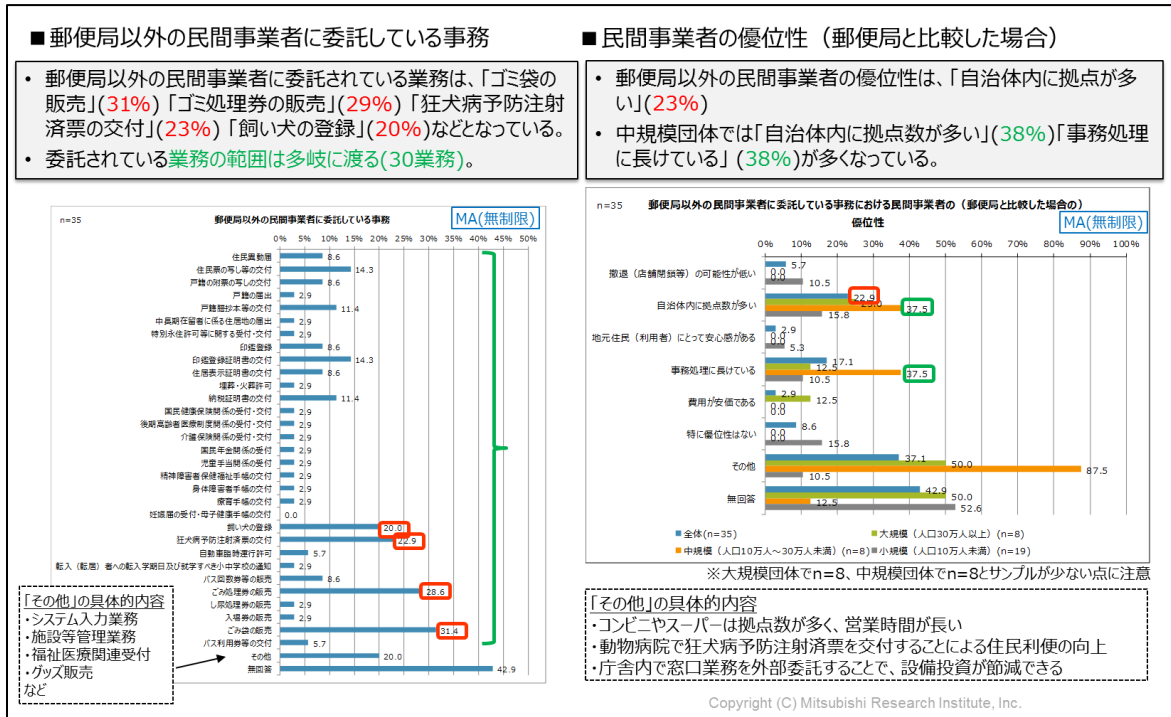 ■郵便局以外の民間事業者に委託している事務
• 郵便局以外の民間事業者に委託されている業務は、「ゴミ袋の
販売」(31%) 「ゴミ処理券の販売」(29%) 「狂犬病予防注射
済票の交付」(23%) 「飼い犬の登録」(20%)などとなっている。
• 委託されている業務の範囲は多岐に渡る(30業務)。
n=35
郵便局以外の民間事業者に委託している事務
MA(無制限)
0% 5% 10% 15% 20% 25% 30% 35% 40% 45% 50%
住民異動届 8.6
住民票の写し等の交付 14.3
戸籍の附票の写しの交付 8.6
戸籍の届出 2.9
戸籍謄抄本等の交付 11.4
中長期在留者に係る住居地の届出 2.9
特別永住許可等に関する受付・交付 2.9
印鑑登録 8.6
印鑑登録証明書の交付 14.3
住居表示証明書の交付 8.6
埋葬・火葬許可 2.9
納税証明書の交付 11.4
国民健康保険関係の受付・交付 2.9
後期高齢者医療制度関係の受付・交付 2.9
介護保険関係の受付・交付 2.9
国民年金関係の受付 2.9
児童手当関係の受付 2.9
精神障害者保健福祉手帳の交付 2.9
身体障害者手帳の交付 2.9
療育手帳の交付 2.9
妊娠届の受付・母子健康手帳の交付 0.0
飼い犬の登録 20.0
狂犬病予防注射済票の交付 22.9
自動車臨時運行許可 5.7
転入（転居）者への転入学期日及び就学すべき小中学校の通知 2.9
バス回数券等の販売 8.6
ごみ処理券の販売 28.6
し尿処理券の販売 2.9
入場券の販売 2.9
ごみ袋の販売 31.4
バス利用券等の交付 5.7
その他 20.0
無回答 42.9
「その他」の具体的内容
・システム入力業務
・施設等管理業務
・福祉医療関連受付
・グッズ販売
など
■民間事業者の優位性（郵便局と比較した場合）
• 郵便局以外の民間事業者の優位性は、「自治体内に拠点が多
い」(23%)
• 中規模団体では「自治体内に拠点数が多い」(38%)「事務処理
に長けている」 (38%)が多くなっている。
n=35
郵便局以外の民間事業者に委託している事務における民間事業者の（郵便局と比較した場合の）
優位性
MA(無制限)
0% 10% 20% 30% 40% 50% 60% 70% 80% 90% 100%
撤退（店舗閉鎖等）の可能性が低い 5.7 0.0 0.0 10.5
自治体内に拠点数が多い 22.9 25.0 37.5 15.8
地元住民（利用者）にとって安心感がある 2.9 0.0 0.0 5.3
事務処理に長けている 17.1 12.5 37.5 10.5
費用が安価である 2.9 12.5 0.0 0.0
特に優位性はない 8.6 0.0 0.0 15.8
その他 37.1 50.0 87.5 10.5
無回答 42.9 50.0 12.5 52.6
■全体(n=35) ■大規模（人口30万人以上）(n=8)
■中規模（人口10万人～30万人未満）(n=8) ■小規模（人口10万人未満）(n=19)
※大規模団体でn=8、中規模団体でn=8とサンプルが少ない点に注意
「その他」の具体的内容
・コンビニやスーパーは拠点数が多く、営業時間が長い
・動物病院で狂犬病予防注射済票を交付することによる住民利便の向上
・庁舎内で窓口業務を外部委託することで、設備投資が節減できる
Copyright (C) Mitsubishi Research Institute, Inc.